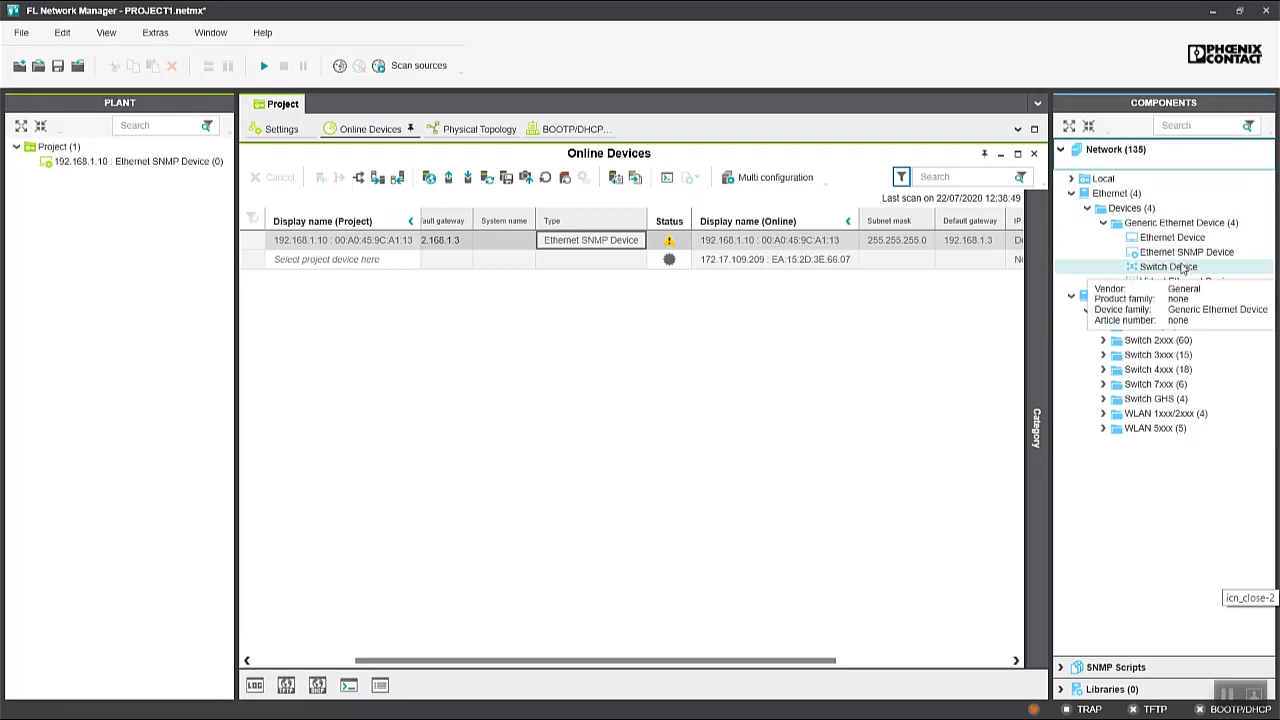 FL Network Manager - PROJECT1.netmx*
File Edit View Extras Window Help
Scan sources
PHOENIX
CONTACT
PLANT
Search
Project (1)
192.168.1.10 : Ethernet SNMP Device (0)
Project
Settings Online Devices Physical Topology BOOTP/DHCP...
Online Devices
Cancel Multi configuration Search
Last scan on 22/07/2020 12:38:49
Display name (Project) ault gateway System name Type Status Display name (Online) Subnet mask Default gateway IP
192.168.1.10 : 00:A0:45:9C:A1:13 2.168.1.3 Ethernet SNMP Device 192.168.1.10 : 00:A0:45:9C:A1:13 255.255.255.0 192.168.1.3
Select project device here 172.17.109.209 : EA:15:2D:3E:66:07
Category
LOG TFTP DHCP
COMPONENTS
Search
Network (135)
Local
Ethernet (4)
Devices (4)
Generic Ethernet Device (4)
Ethernet Device
Ethernet SNMP Device
Switch Device
Vendor: General
Product family: none
Device family: Generic Ethernet Device
Article number: none
Switch 2xxx (60)
Switch 3xxx (15)
Switch 4xxx (18)
Switch 7xxx (6)
Switch GHS (4)
WLAN 1xxx/2xxx (4)
WLAN 5xxx (5)
icn_close-2
SNMP Scripts
Libraries (0)
TRAP TFTP BOOTP/DHCP